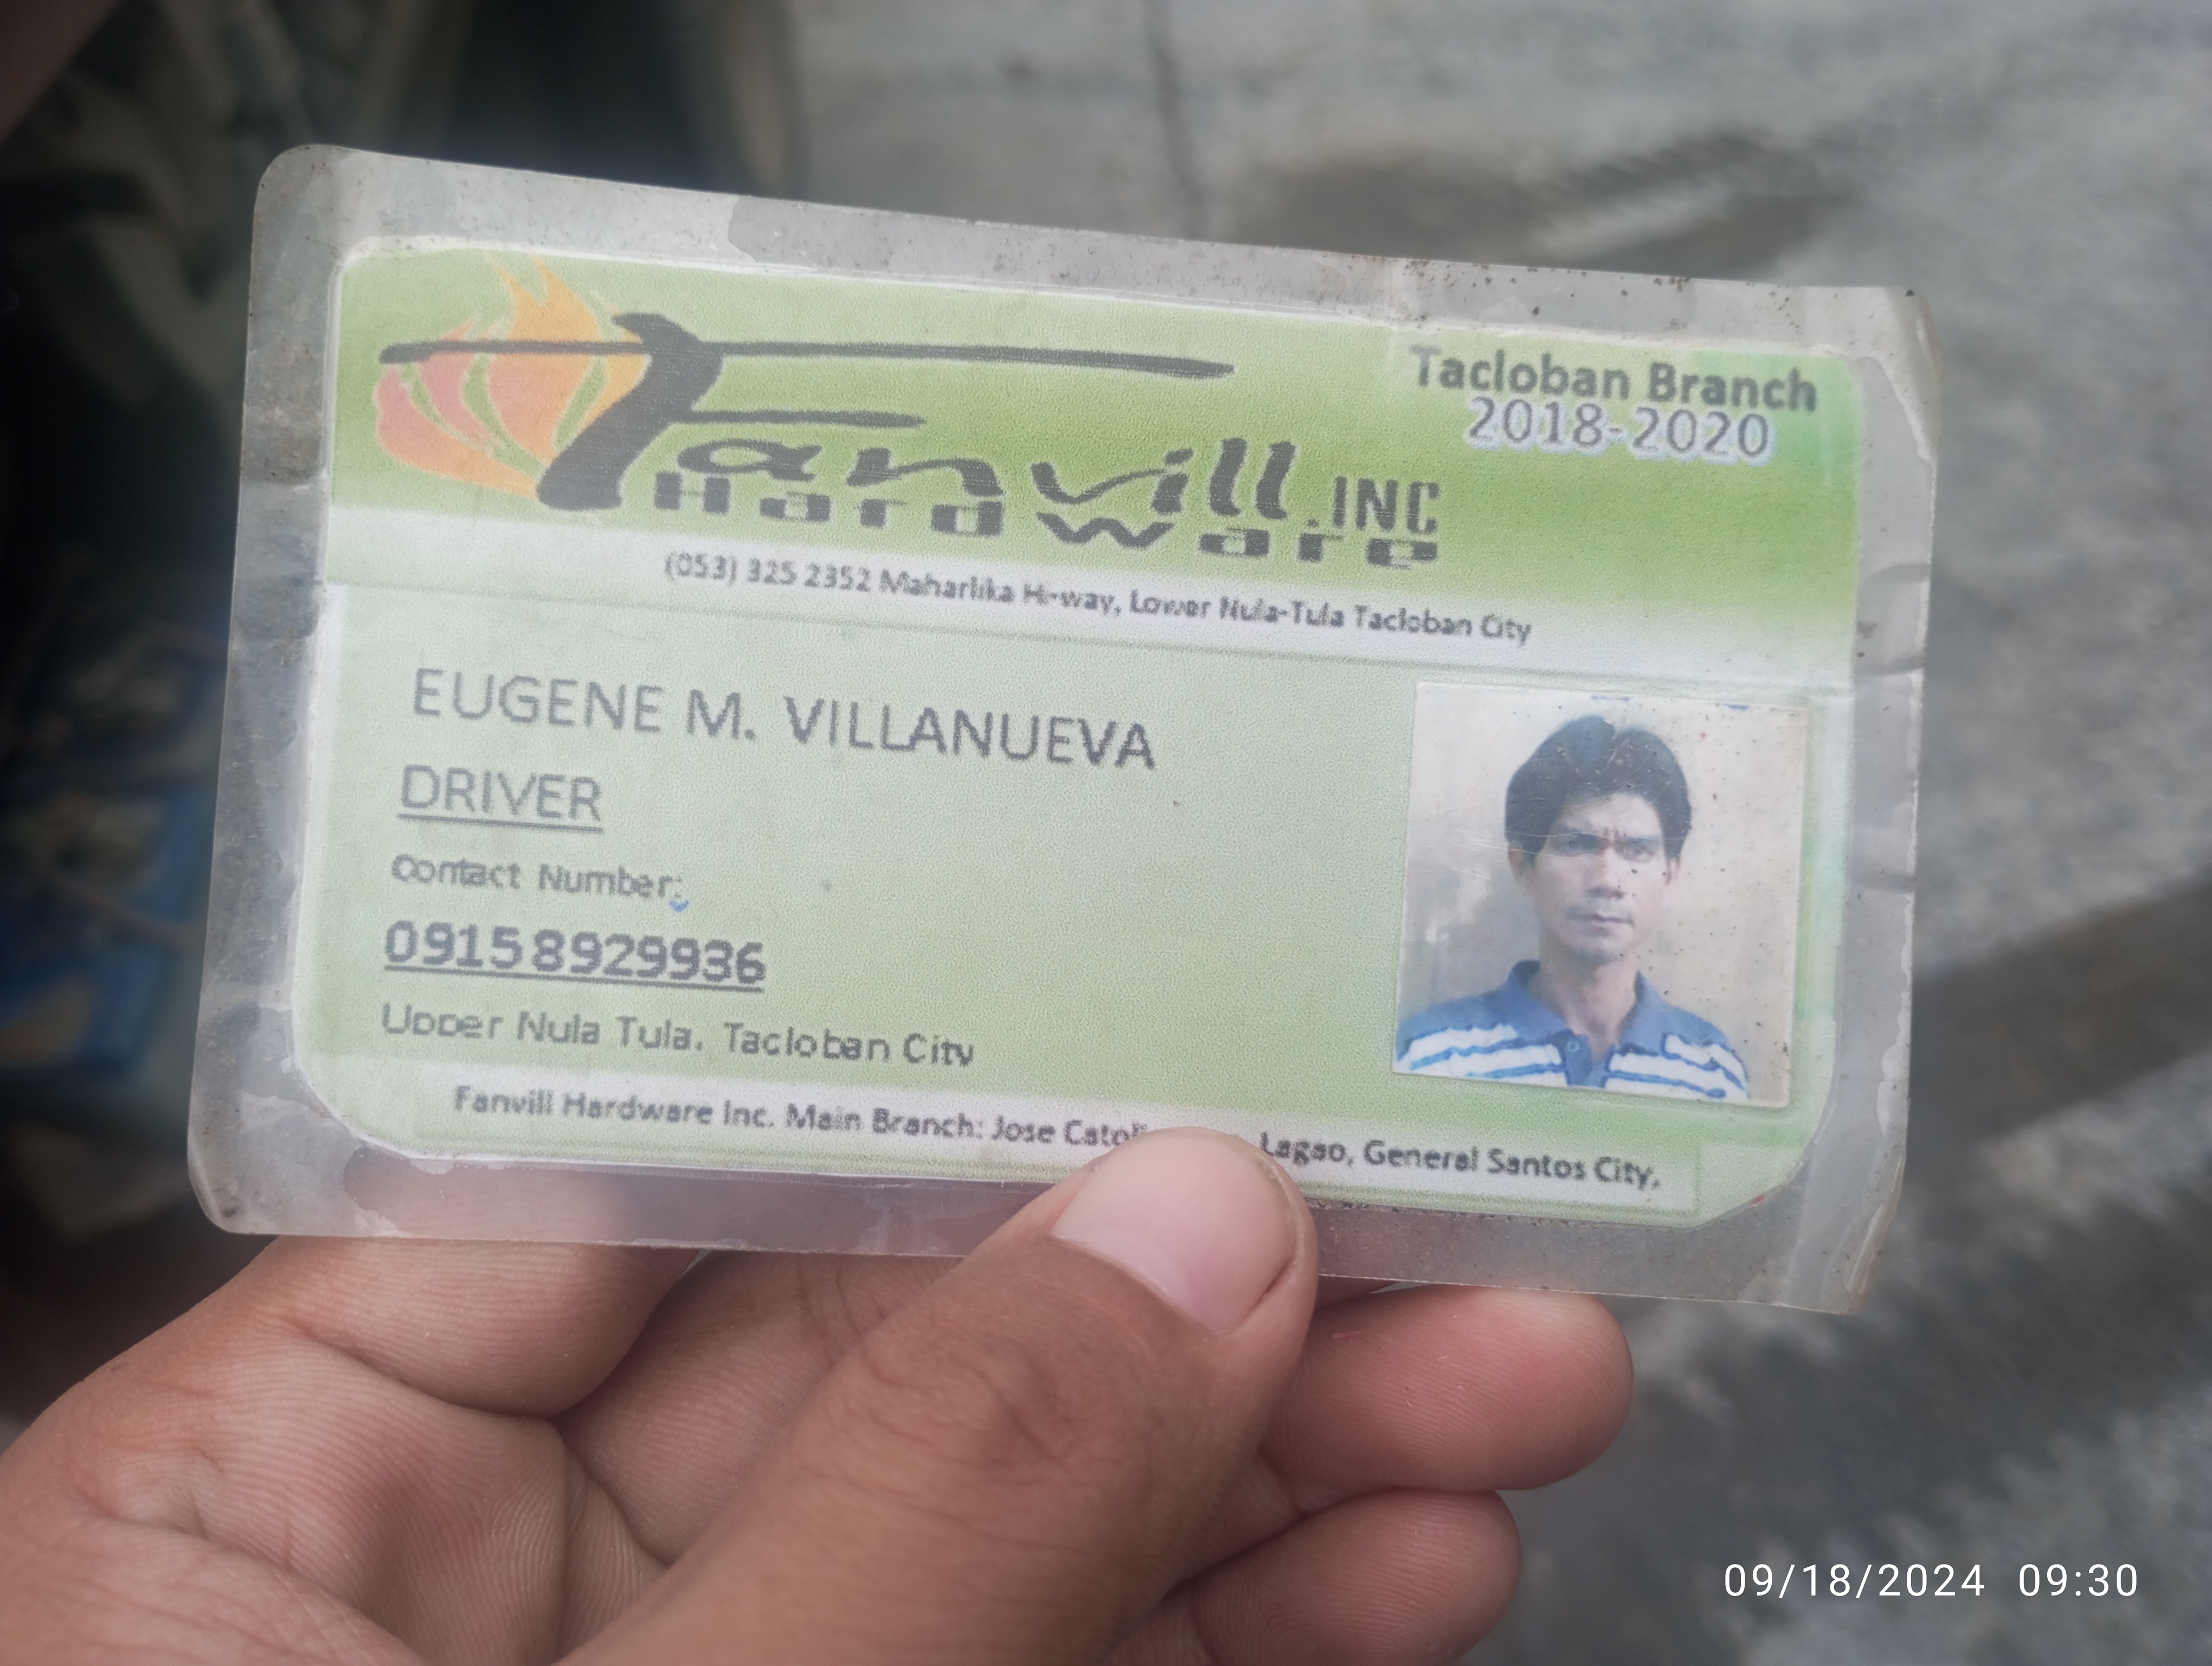 Tacloban Branch
2018-2020
Fanvill.INC
Hardware
(053) 325 2352 Maharlika Hi-way, Lower Nula-Tula Tacloban City
EUGENE M. VILLANUEVA
DRIVER
Contact Number:
09158929936
Upper Nula Tula. Tacloban City
Fanvill Hardware Inc. Main Branch: Jose Lagao, General Santos City,
09/18/2024 09:30